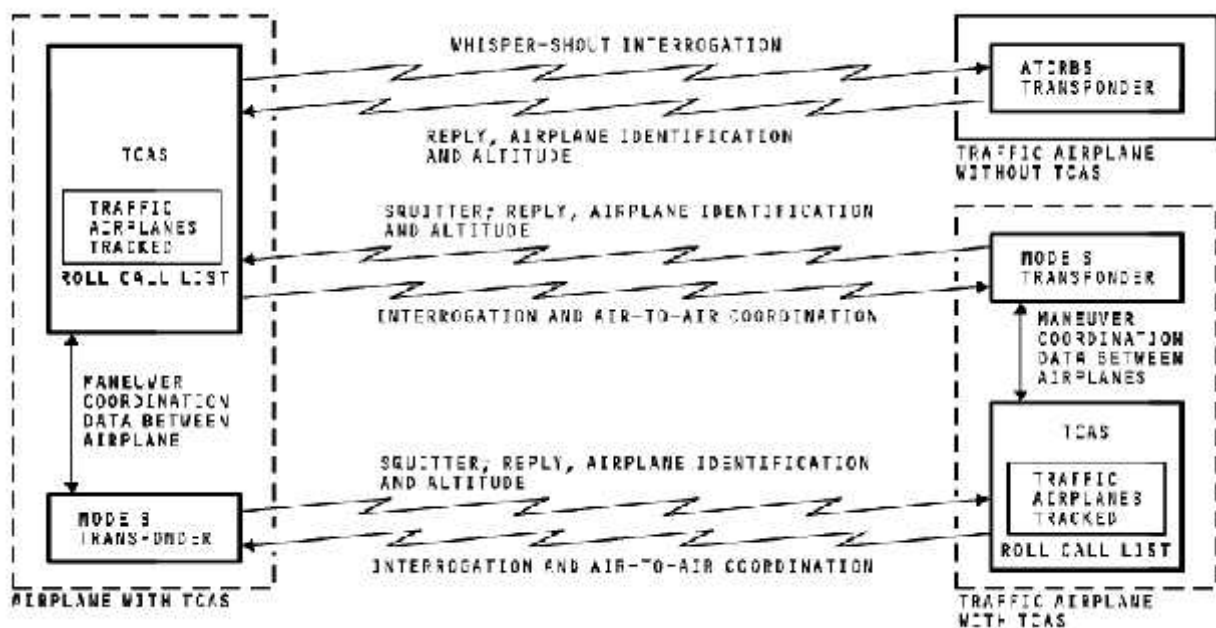 WHISPER-SHOUT INTERROGATION
ATCRBS
TRANSPONDER
REPLY, AIRPLANE IDENTIFICATION
AND ALTITUDE
TRAFFIC AIRPLANE
WITHOUT TCAS
TCAS
TRAFFIC
AIRPLANES
TRACKED
ROLL CALL LIST
SQUITTER; REPLY, AIRPLANE IDENTIFICATION
AND ALTITUDE
MODE S
TRANSPONDER
INTERROGATION AND AIR-TO-AIR COORDINATION
MANEUVER
COORDINATION
DATA BETWEEN
AIRPLANES
MANEUVER
COORDINATION
DATA BETWEEN
AIRPLANE
TCAS
TRAFFIC
AIRPLANES
TRACKED
ROLL CALL LIST
SQUITTER; REPLY, AIRPLANE IDENTIFICATION
AND ALTITUDE
MODE S
TRANSPONDER
INTERROGATION AND AIR-TO-AIR COORDINATION
AIRPLANE WITH TCAS
TRAFFIC AIRPLANE
WITH TCAS